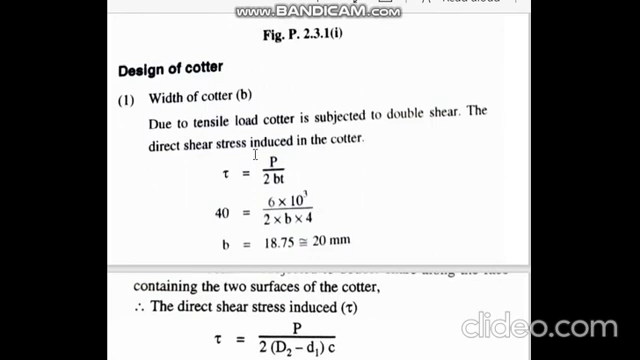 WWW.BANDICAM.COM
Fig. P. 2.3.1(i)
Design of cotter
(1) Width of cotter (b)
Due to tensile load cotter is subjected to double shear. The
direct shear stress induced in the cotter.
τ = P / 2 bt
40 = 6 × 10³ / 2 × b × 4
b = 18.75 ≅ 20 mm
containing the two surfaces of the cotter,
∴ The direct shear stress induced (τ)
τ = P / 2 (D₂ – d₁) c
clideo.com